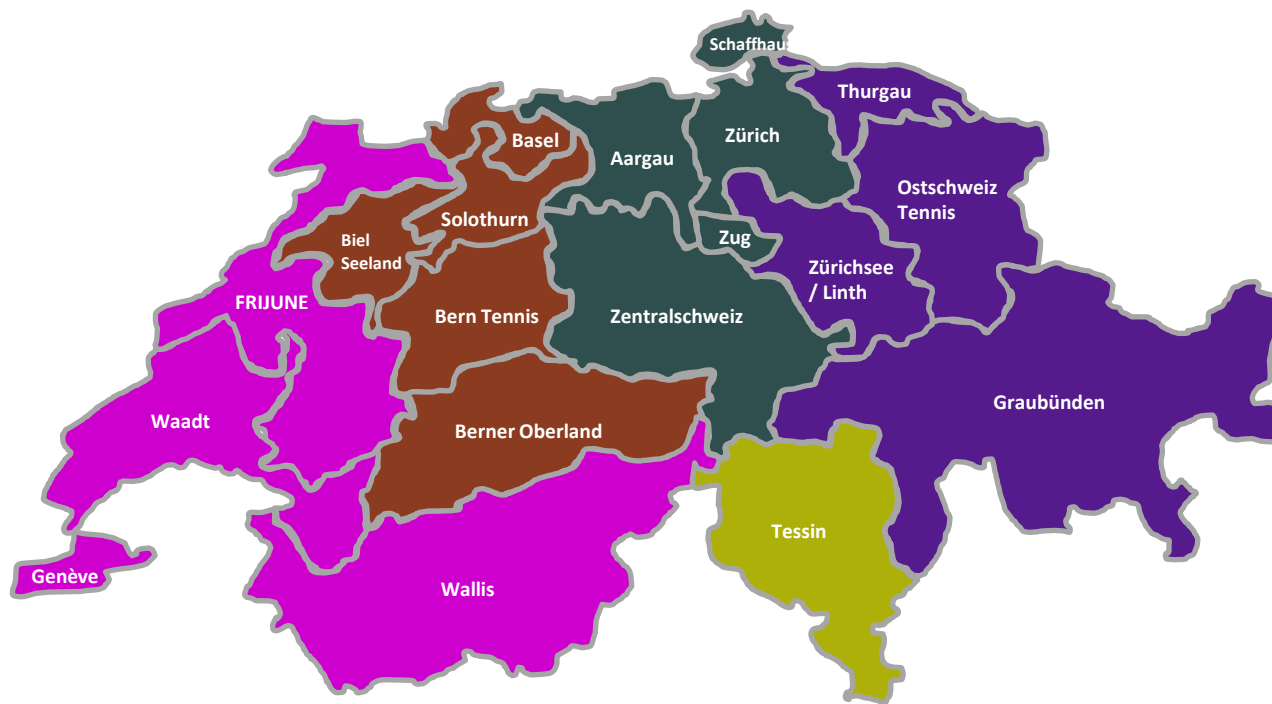 Schaffhaus
Thurgau
Basel
Zürich
Aargau
Ostschweiz
Tennis
Solothurn
Zug
Biel
Seeland
Zürichsee
/ Linth
FRIJUNE
Bern Tennis
Zentralschweiz
Graubünden
Waadt
Berner Oberland
Tessin
Genève
Wallis